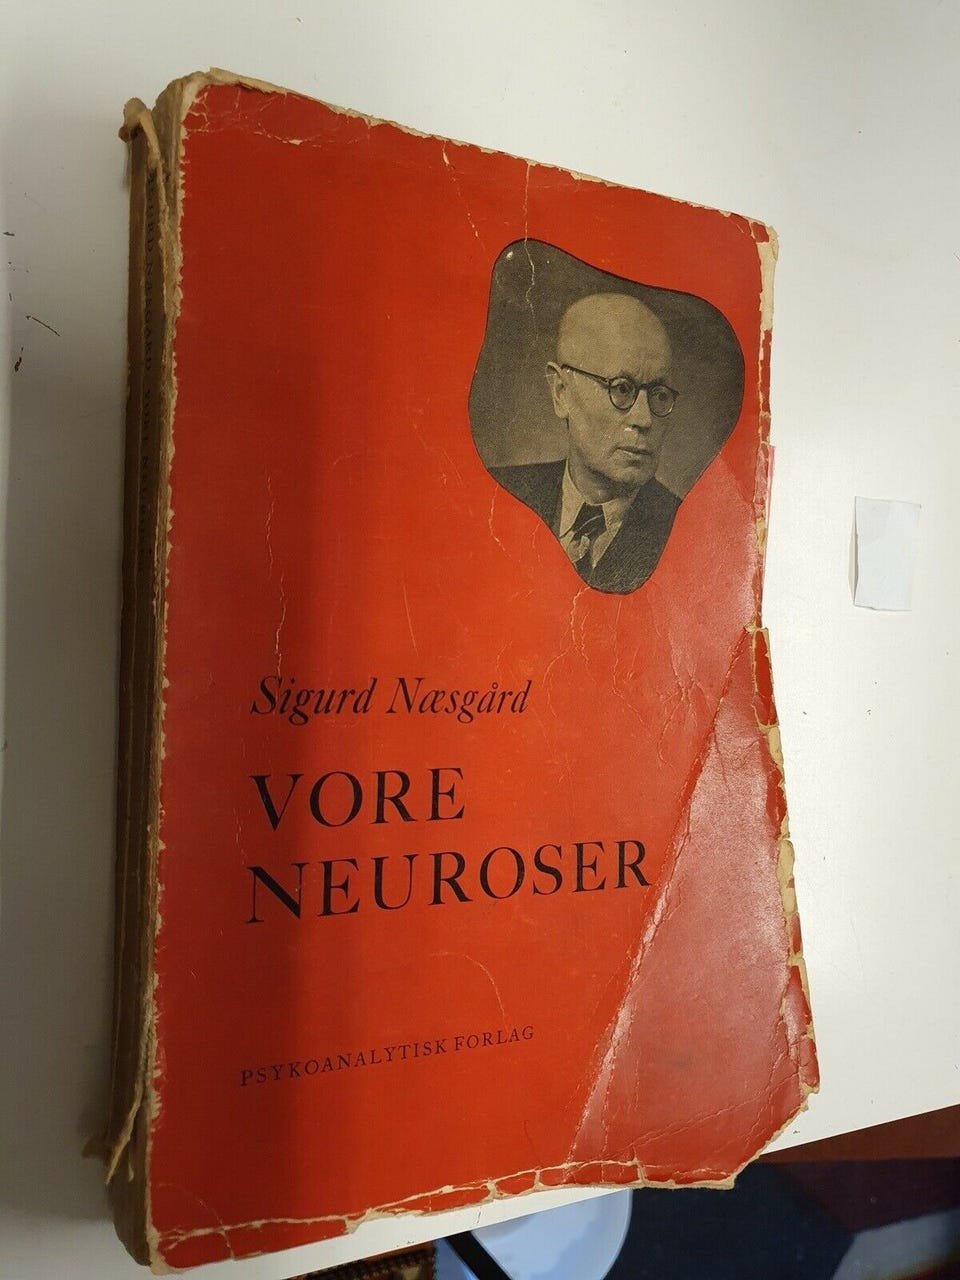 Sigurd Næsgård
VORE
NEUROSER
PSYKOANALYTISK FORLAG